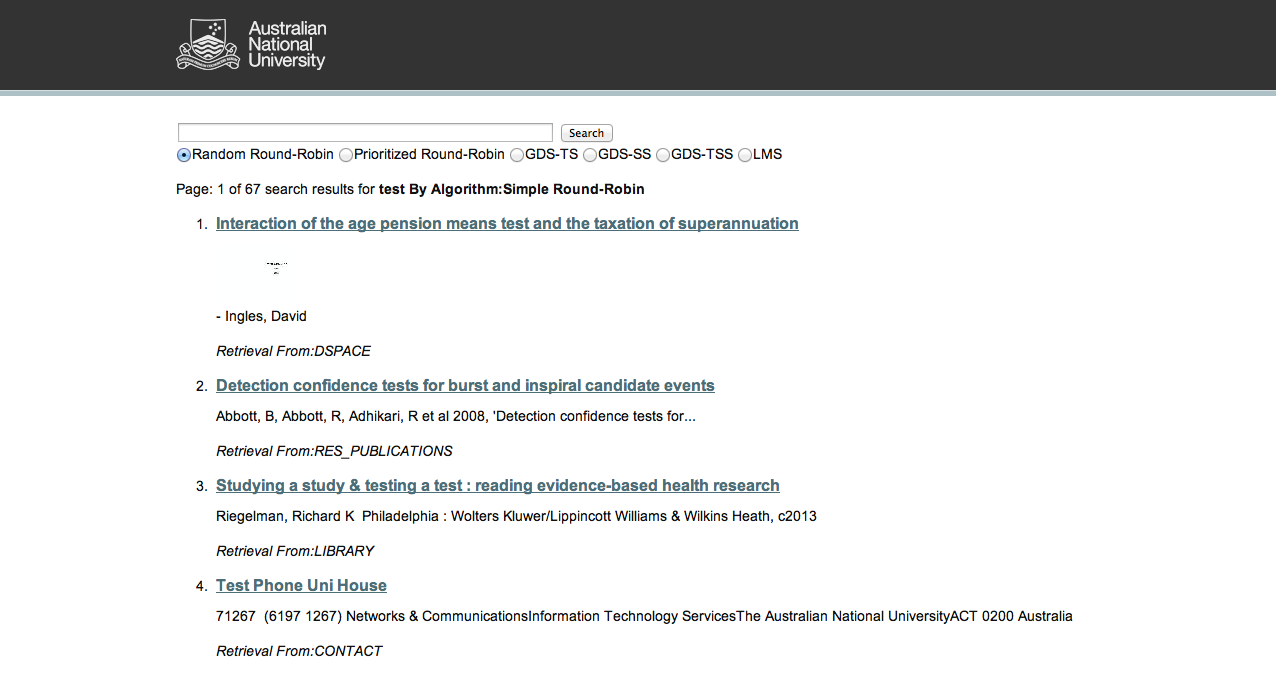 Australian
National
University
Search
Random Round-Robin Prioritized Round-Robin GDS-TS GDS-SS GDS-TSS LMS
Page: 1 of 67 search results for test By Algorithm:Simple Round-Robin
1. Interaction of the age pension means test and the taxation of superannuation
- Ingles, David
Retrieval From:DSPACE
2. Detection confidence tests for burst and inspiral candidate events
Abbott, B, Abbott, R, Adhikari, R et al 2008, 'Detection confidence tests for...
Retrieval From:RES_PUBLICATIONS
3. Studying a study & testing a test : reading evidence-based health research
Riegelman, Richard K  Philadelphia : Wolters Kluwer/Lippincott Williams & Wilkins Heath, c2013
Retrieval From:LIBRARY
4. Test Phone Uni House
71267  (6197 1267) Networks & CommunicationsInformation Technology ServicesThe Australian National UniversityACT 0200 Australia
Retrieval From:CONTACT